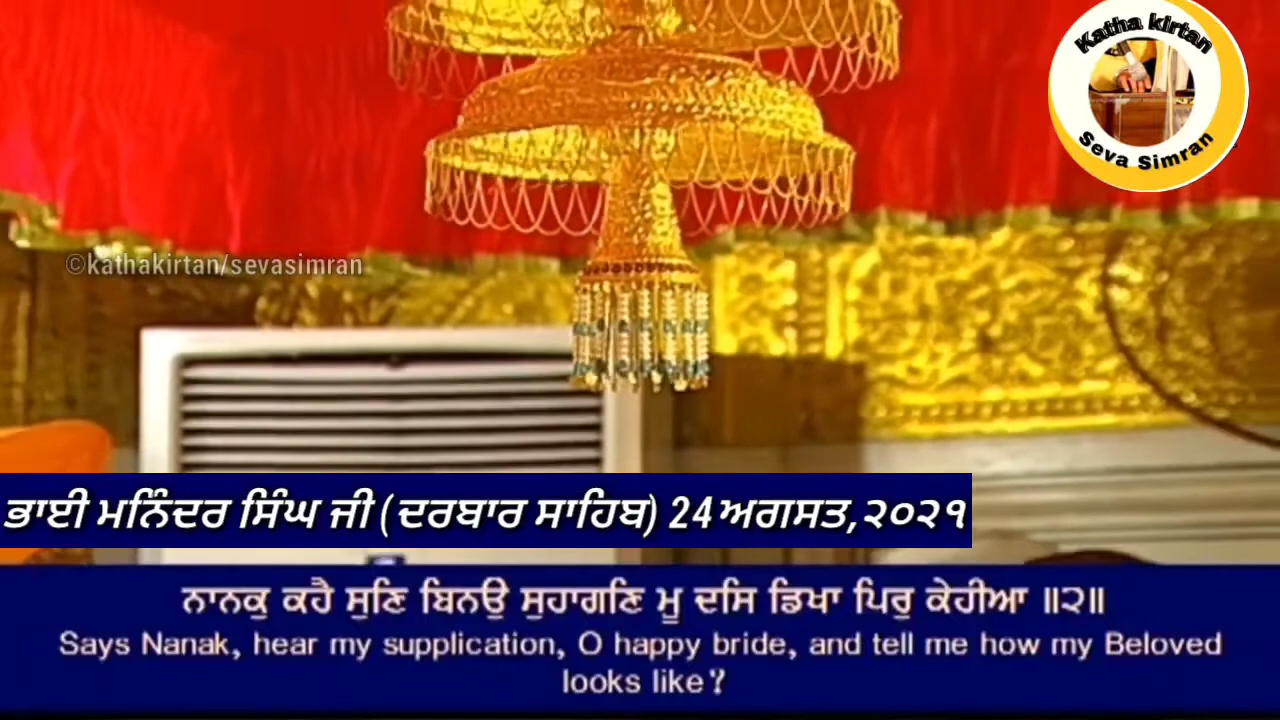 Katha kirtan
Seva Simran
©kathakirtan/sevasimran
ਭਾਈ ਮਨਿੰਦਰ ਸਿੰਘ ਜੀ (ਦਰਬਾਰ ਸਾਹਿਬ) 24 ਅਗਸਤ,੨੦੨੧
ਨਾਨਕੁ ਕਹੈ ਸੁਣਿ ਬਿਨਉ ਸੁਹਾਗਣਿ ਮੂ ਦਸਿ ਡਿਖਾ ਪਿਰੁ ਕੇਹੀਆ ॥੨॥
Says Nanak, hear my supplication, O happy bride, and tell me how my Beloved
looks like?